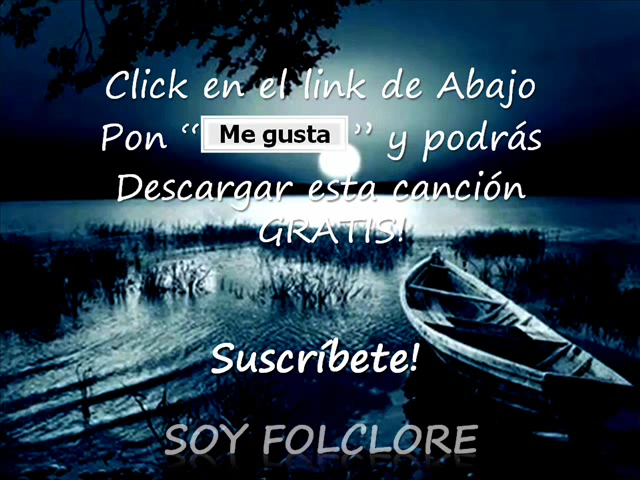 Click en el link de Abajo
Pon “Me gusta” y podrás
Descargar esta canción
GRATIS!
Suscríbete!
SOY FOLCLORE